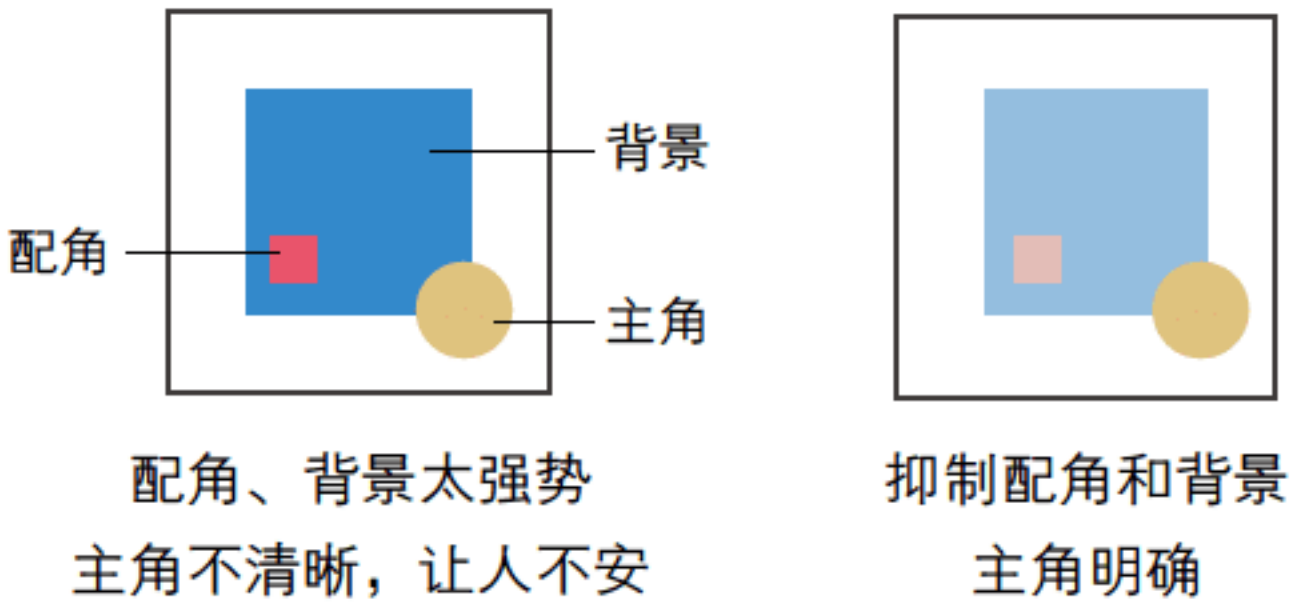 背景
配角
主角
配角、背景太强势
主角不清晰，让人不安
抑制配角和背景
主角明确